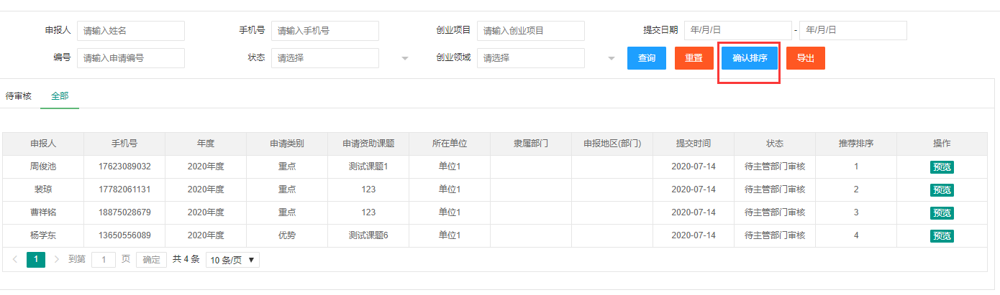 申报人 请输入姓名 手机号 请输入手机号 创业项目 请输入创业项目 提交日期 年/月/日 - 年/月/日
编号 请输入申请编号 状态 请选择 创业领域 请选择 查询 重置 确认排序 导出
待审核 全部
申报人 手机号 年度 申请类别 申请资助课题 所在单位 隶属部门 申报地区(部门) 提交时间 状态 推荐排序 操作
周俊池 17623089032 2020年度 重点 测试课题1 单位1 2020-07-14 待主管部门审核 1 预览
裴琼 17782061131 2020年度 重点 123 单位1 2020-07-14 待主管部门审核 2 预览
曹祥铭 18875028679 2020年度 重点 123 单位1 2020-07-14 待主管部门审核 3 预览
杨学东 13650556089 2020年度 优势 测试课题6 单位1 2020-07-14 待主管部门审核 4 预览
1 到第 1 页 确定 共 4 条 10 条/页